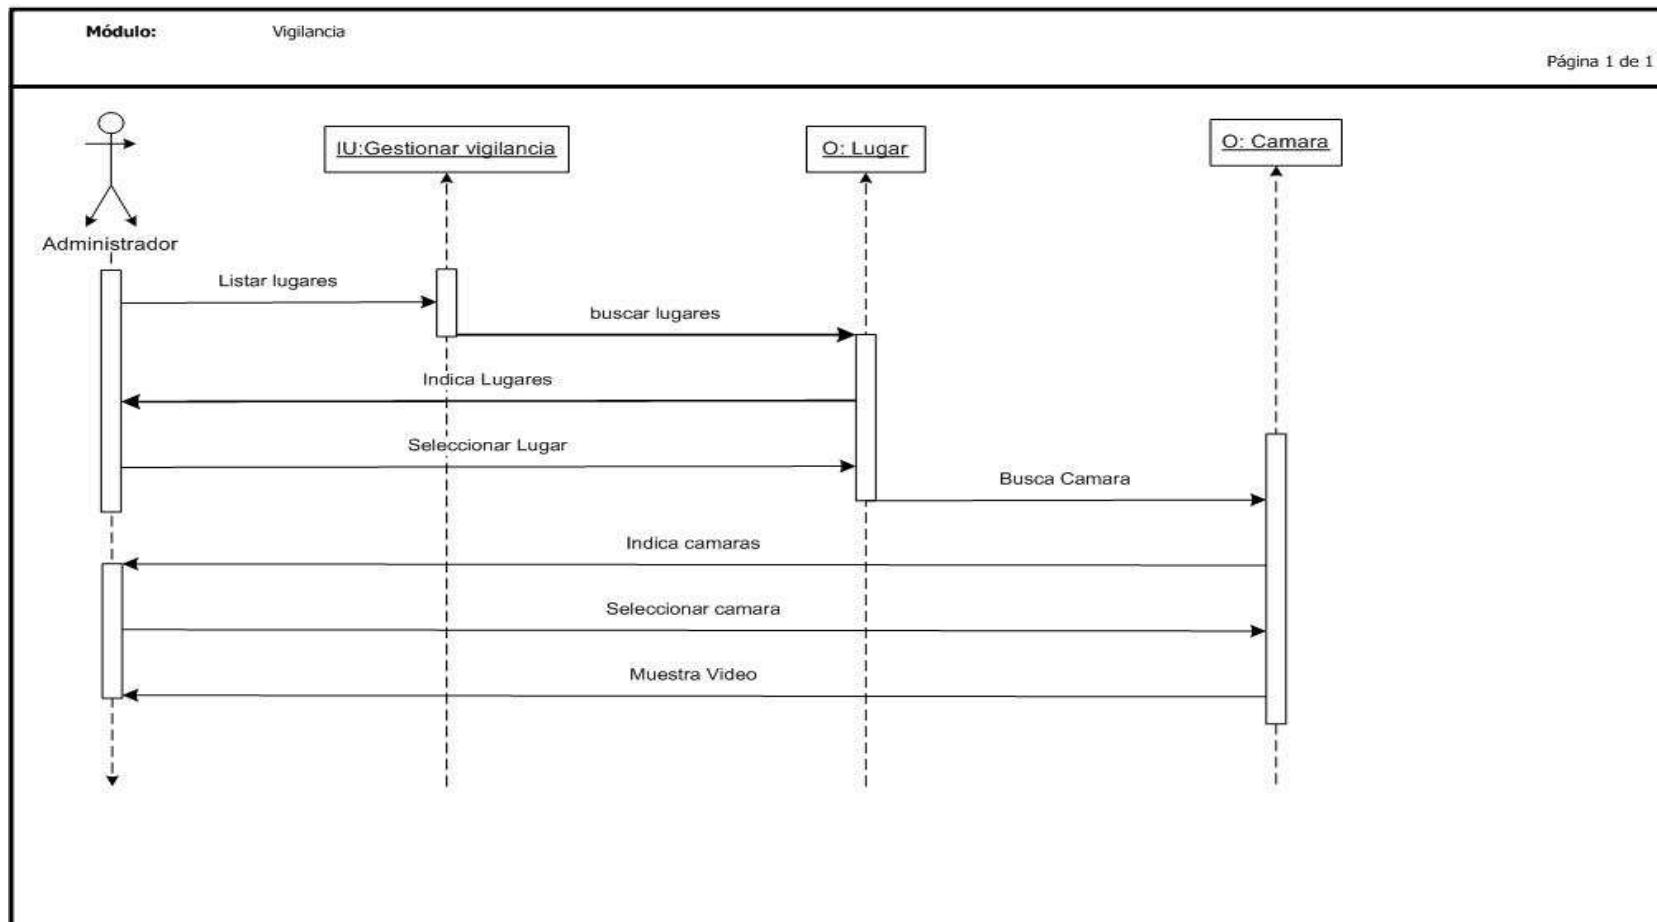 Módulo: Vigilancia
Página 1 de 1
IU:Gestionar vigilancia
O: Lugar
O: Camara
Administrador
Listar lugares
buscar lugares
Indica Lugares
Seleccionar Lugar
Busca Camara
Indica camaras
Seleccionar camara
Muestra Video